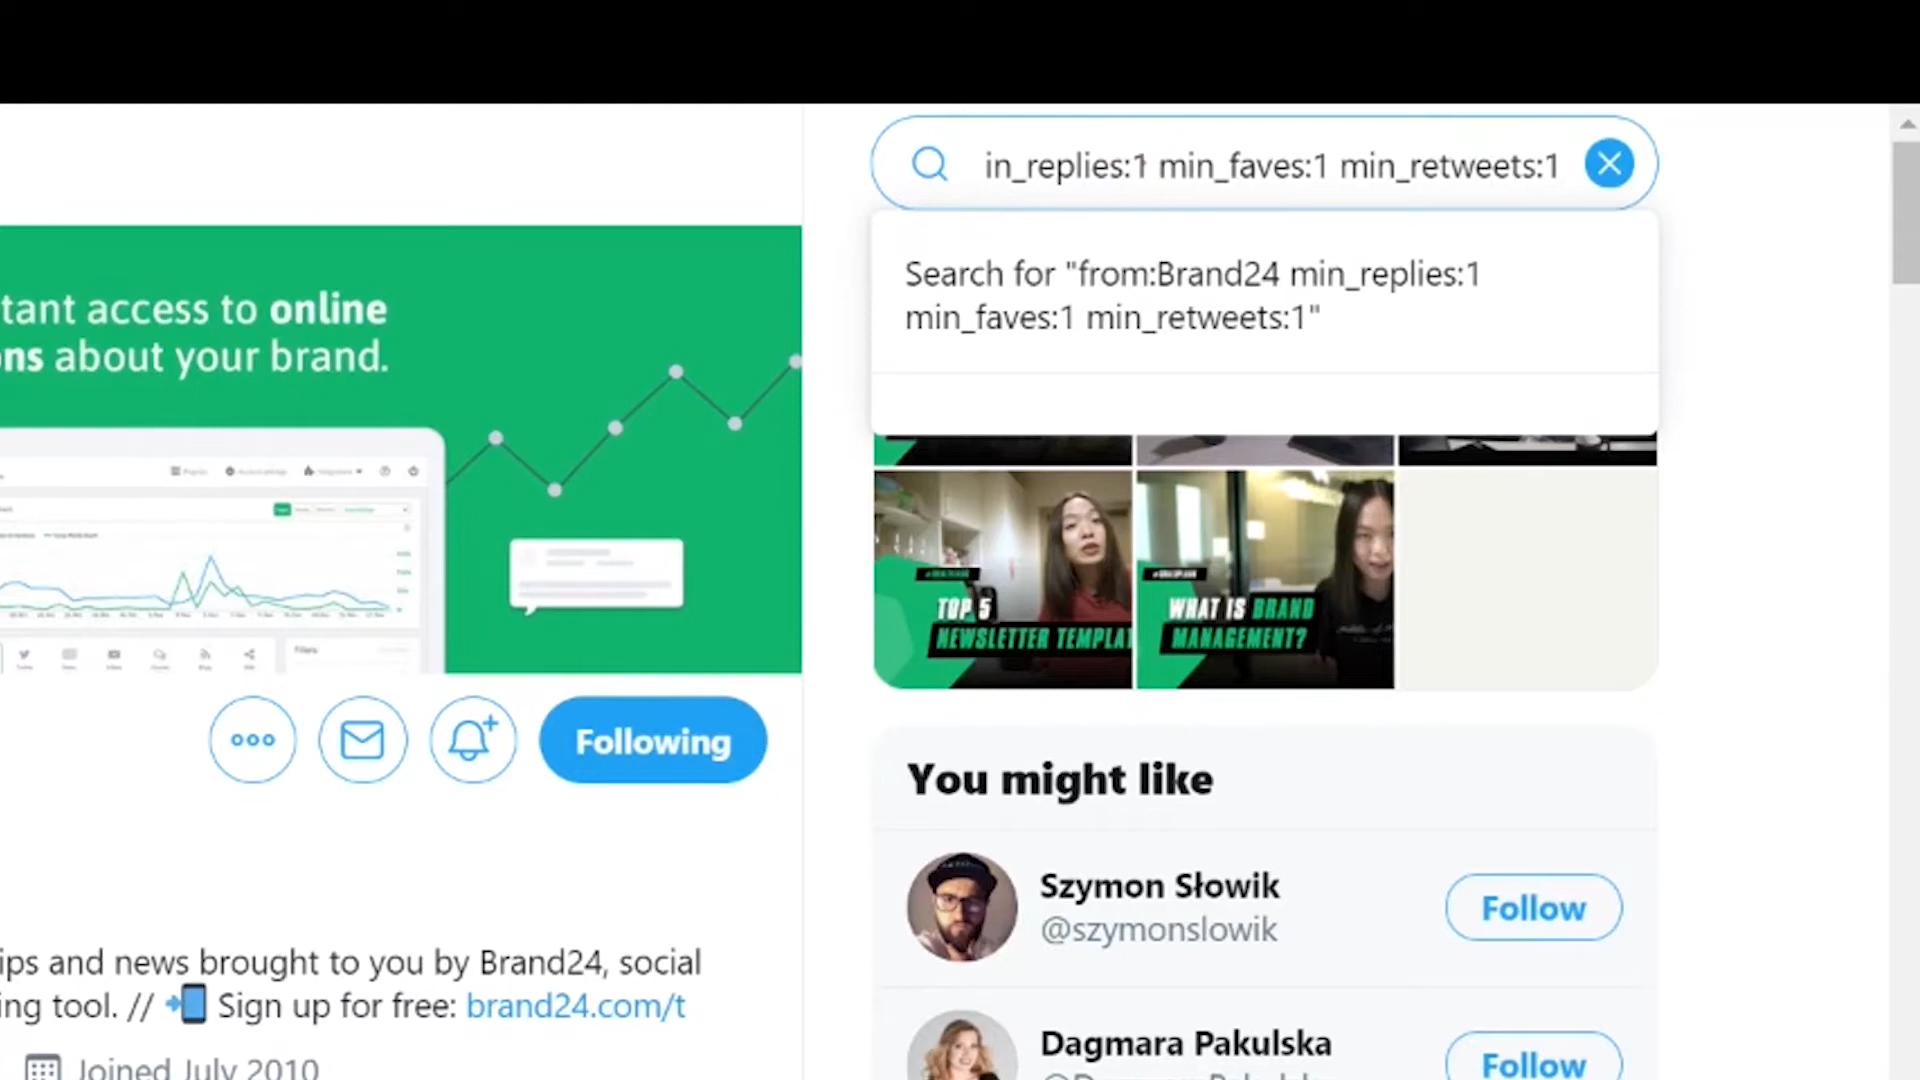 in_replies:1 min_faves:1 min_retweets:1
Search for "from:Brand24 min_replies:1
min_faves:1 min_retweets:1"
tant access to online
ons about your brand.
TOP 5
NEWSLETTER TEMPLAT
WHAT IS BRAND
MANAGEMENT?
Following
You might like
Szymon Słowik
@szymonslowik
Follow
ips and news brought to you by Brand24, social
ing tool. // Sign up for free: brand24.com/t
Joined July 2010
Dagmara Pakulska
Follow